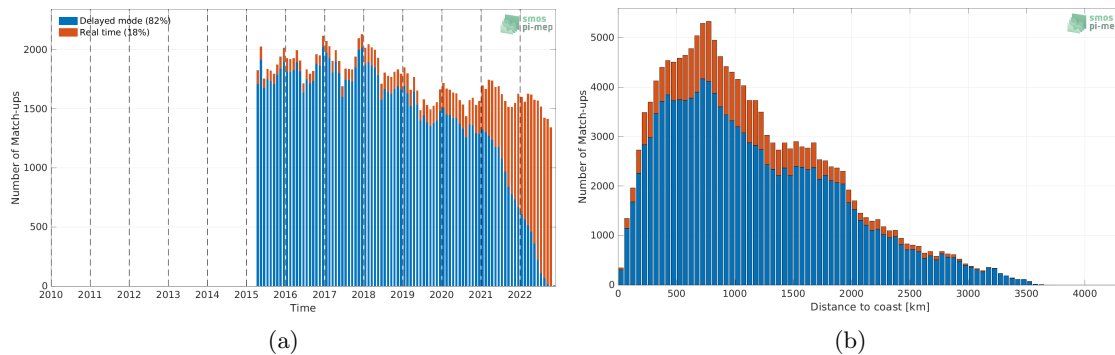 Delayed mode (82%)
Real time (18%)
smos
pi-mep
Number of Match-ups
2000
1500
1000
500
0
2010 2011 2012 2013 2014 2015 2016 2017 2018 2019 2020 2021 2022
Time
(a)
smos
pi-mep
Number of Match-ups
5000
4000
3000
2000
1000
0
0 500 1000 1500 2000 2500 3000 3500 4000
Distance to coast [km]
(b)